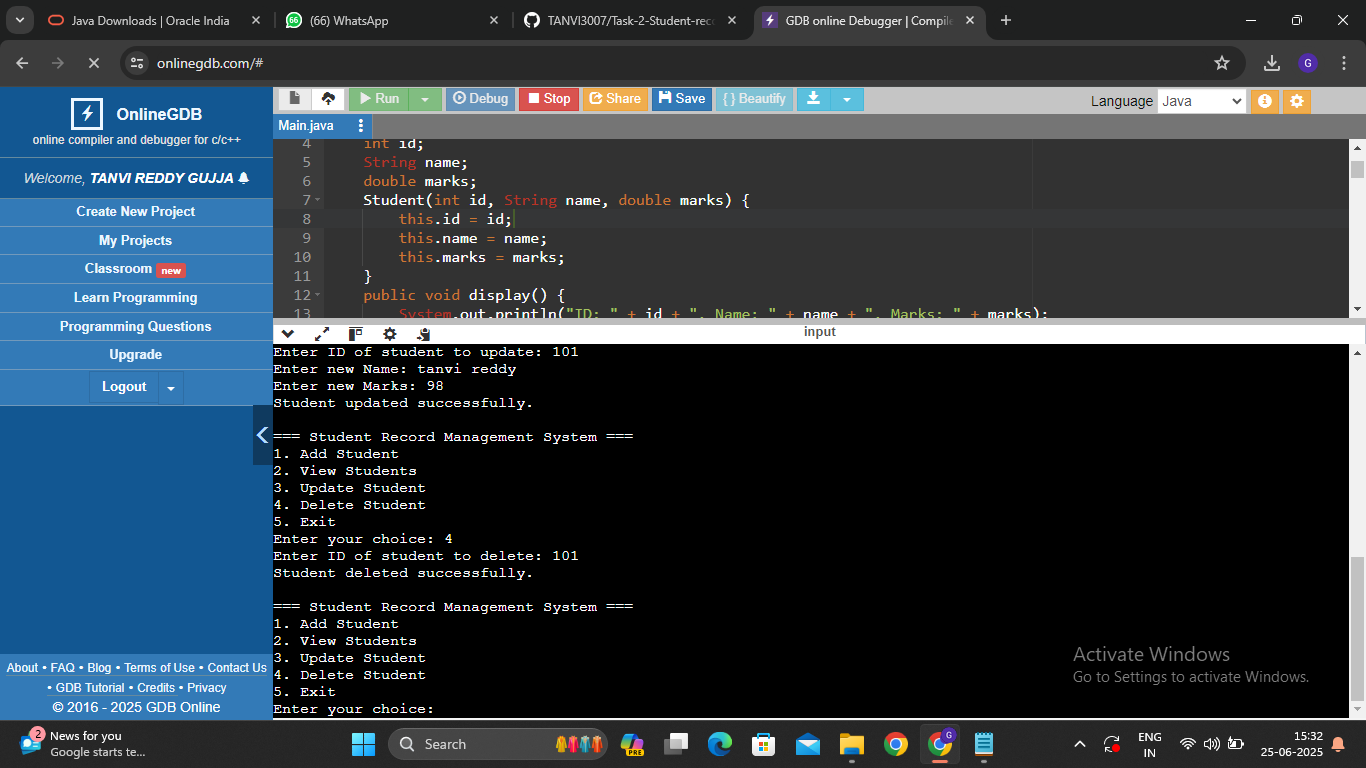 Java Downloads | Oracle India
(66) WhatsApp
TANVI3007/Task-2-Student-rec
GDB online Debugger | Compile
onlinegdb.com/#
G
OnlineGDB
online compiler and debugger for c/c++
Welcome, TANVI REDDY GUJJA
Create New Project
My Projects
Classroom new
Learn Programming
Programming Questions
Upgrade
Logout
About • FAQ • Blog • Terms of Use • Contact Us
• GDB Tutorial • Credits • Privacy
© 2016 - 2025 GDB Online
Run
Debug
Stop
Share
Save
{ } Beautify
Language Java
Main.java
4 int id;
5 String name;
6 double marks;
7 Student(int id, String name, double marks) {
8 this.id = id;
9 this.name = name;
10 this.marks = marks;
11 }
12 public void display() {
13 System.out.println("ID: " + id + ", Name: " + name + ", Marks: " + marks);
input
Enter ID of student to update: 101
Enter new Name: tanvi reddy
Enter new Marks: 98
Student updated successfully.
=== Student Record Management System ===
1. Add Student
2. View Students
3. Update Student
4. Delete Student
5. Exit
Enter your choice: 4
Enter ID of student to delete: 101
Student deleted successfully.
=== Student Record Management System ===
1. Add Student
2. View Students
3. Update Student
4. Delete Student
5. Exit
Enter your choice:
Activate Windows
Go to Settings to activate Windows.
2
News for you
Google starts te...
Search
PRE
G
ENG
IN
15:32
25-06-2025